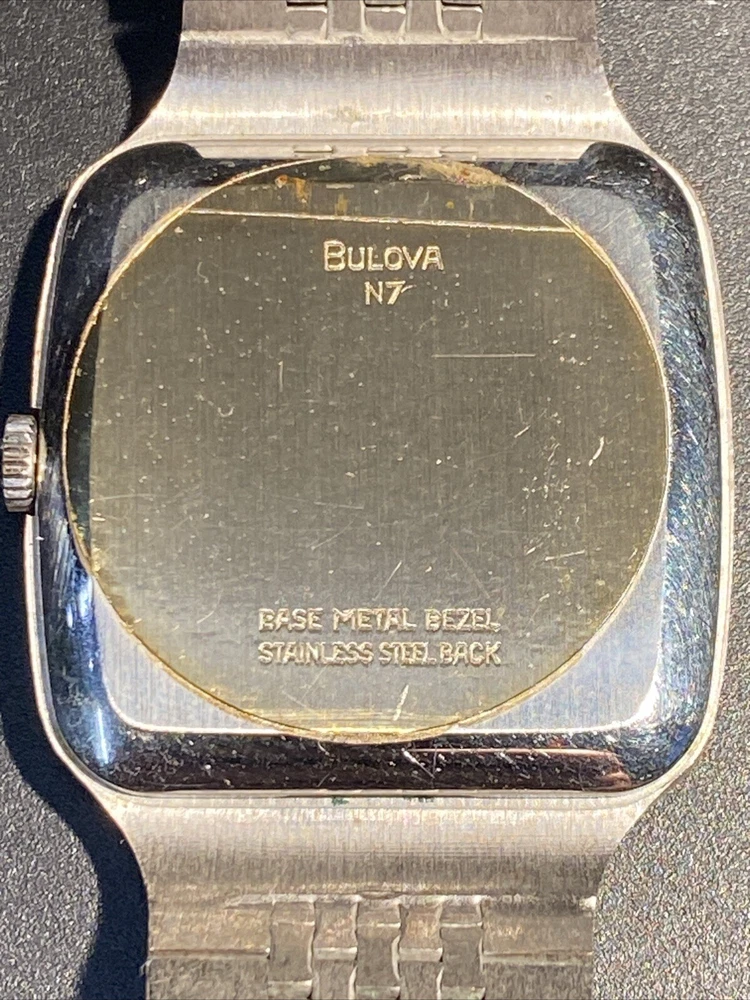 BULOVA
N7
BASE METAL BEZEL
STAINLESS STEEL BACK